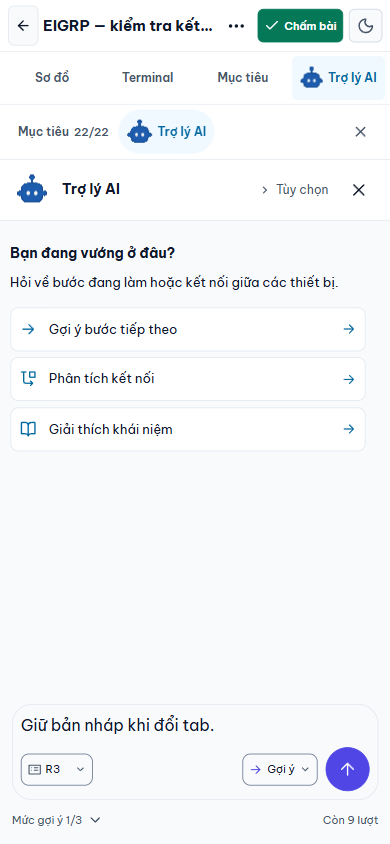 EIGRP — kiểm tra kết...
Chấm bài
Sơ đồ
Terminal
Mục tiêu
Trợ lý AI
Mục tiêu 22/22
Trợ lý AI
Trợ lý AI
Tùy chọn
Bạn đang vướng ở đâu?
Hỏi về bước đang làm hoặc kết nối giữa các thiết bị.
Gợi ý bước tiếp theo
Phân tích kết nối
Giải thích khái niệm
Giữ bản nháp khi đổi tab.
R3
Gợi ý
Mức gợi ý 1/3
Còn 9 lượt